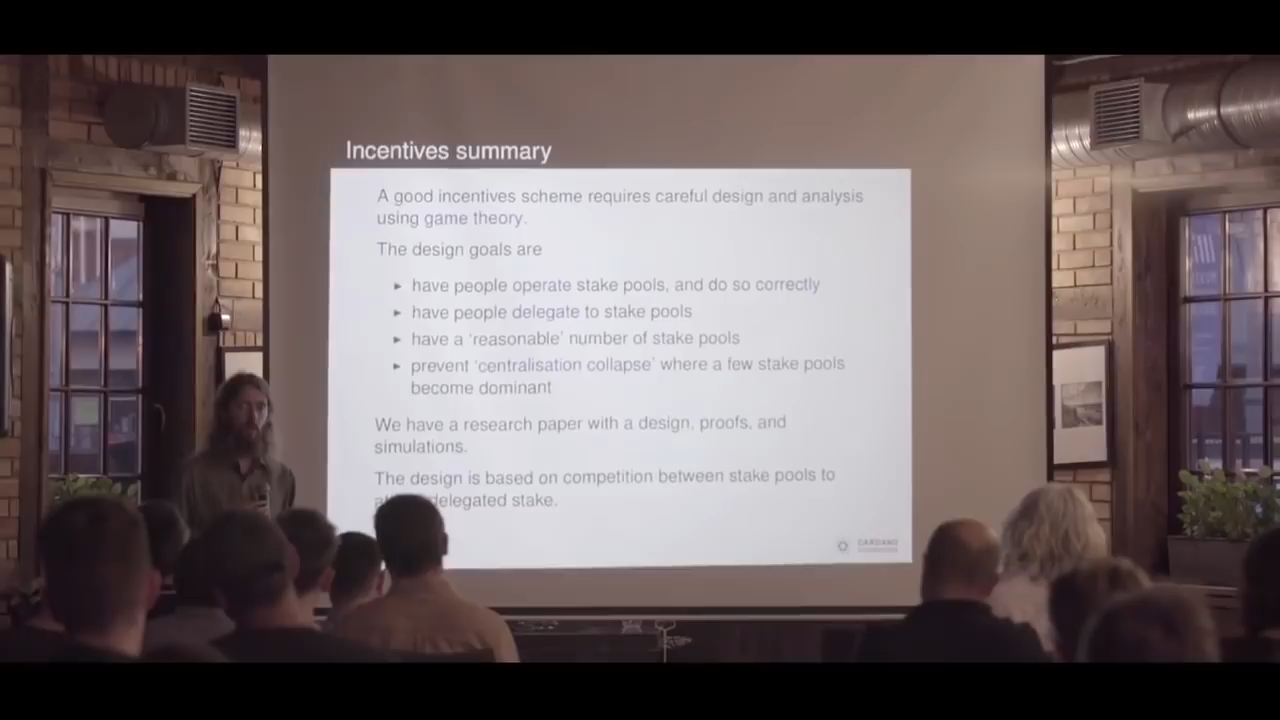 Incentives summary
A good incentives scheme requires careful design and analysis
using game theory.
The design goals are
▸ have people operate stake pools, and do so correctly
▸ have people delegate to stake pools
▸ have a ‘reasonable’ number of stake pools
▸ prevent ‘centralisation collapse’ where a few stake pools
become dominant
We have a research paper with a design, proofs, and
simulations.
The design is based on competition between stake pools to
delegated stake.
CARDANO